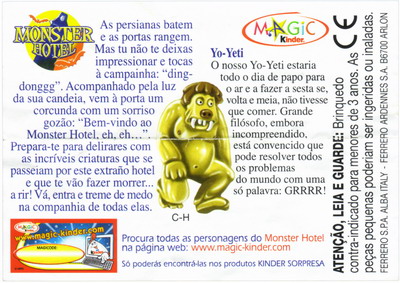 MONSTER
HOTEL
As persianas batem
e as portas rangem.
Mas tu não te deixas
impressionar e tocas
à campainha: "ding-
donggg". Acompanhado pela
luz da sua candeia, vem à porta um
corcunda com um sorriso
gozão: "Bem-vindo ao
Monster Hotel, eh, eh…".
Prepara-te para delirares com
as incríveis criaturas que se
passeiam por este extraño hotel
e que te vão fazer morrer...
a rir! Vá, entra e treme de medo
na companhia de todas elas.
MAGiC
Kinder.
Yo-Yeti
O nosso Yo-Yeti estaria
todo o dia de papo para
o ar e a fazer a sesta se,
volta e meia, não tivesse
que comer. Grande
filósofo, embora
incompreendido,
está convencido que
pode resolver todos
os problemas
do mundo com uma
só palavra: GRRRR!
C-H
MAGiC
www.magic-kinder.com
MAGICODE
Procura todas as personagens do Monster Hotel
na página web: www.magic-kinder.com
Só poderás encontrá-las nos produtos KINDER SORPRESA
CE
ATENÇÃO, LEIA E GUARDE: Brinquedo
contra-indicado para menores de 3 anos. As
peças pequenas poderiam ser ingeridas ou inaladas.
FERRERO S.P.A. ALBA ITALY - FERRERO ARDENNES S.A. B6700 ARLON